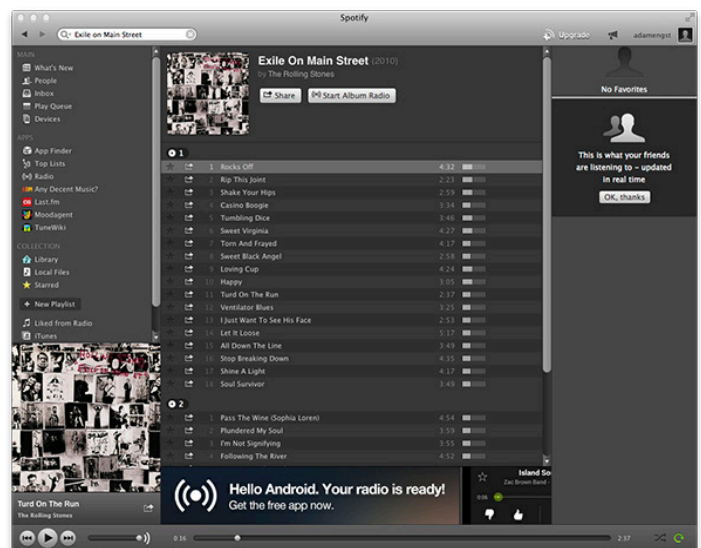 Spotify
Exile on Main Street
Upgrade
adamengst
MAIN
What's New
People
Inbox
Play Queue
Devices
APPS
App Finder
Top Lists
Radio
Any Decent Music?
Last.fm
Moodagent
TuneWiki
COLLECTION
Library
Local Files
Starred
+ New Playlist
Liked from Radio
iTunes
Turd On The Run
The Rolling Stones
Exile On Main Street (2010)
by The Rolling Stones
Share
Start Album Radio
1
1 Rocks Off 4:32
2 Rip This Joint 2:23
3 Shake Your Hips 2:59
4 Casino Boogie 3:34
5 Tumbling Dice 3:46
6 Sweet Virginia 4:27
7 Torn And Frayed 4:17
8 Sweet Black Angel 2:58
9 Loving Cup 4:24
10 Happy 3:05
11 Turd On The Run 2:37
12 Ventilator Blues 3:25
13 I Just Want To See His Face 2:53
14 Let It Loose 5:17
15 All Down The Line 3:49
16 Stop Breaking Down 4:35
17 Shine A Light 4:17
18 Soul Survivor 3:49
2
1 Pass The Wine (Sophia Loren) 4:54
2 Plundered My Soul 3:59
3 I'm Not Signifying 3:55
4 Following The River 4:52
Hello Android. Your radio is ready!
Get the free app now.
Island So
Zac Brown Band
0:06
No Favorites
This is what your friends
are listening to – updated
in real time
OK, thanks
0:16
2:37